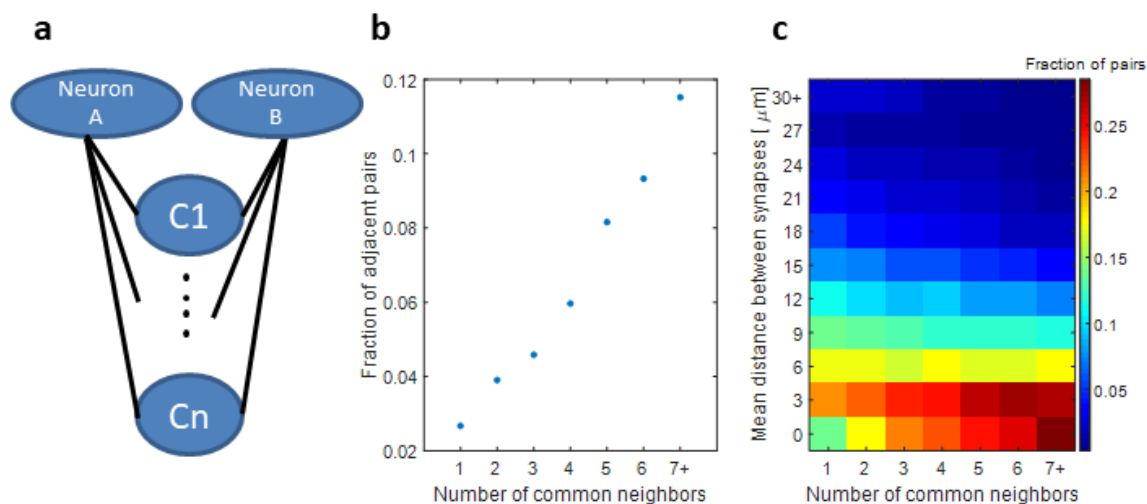 a
Neuron
A
Neuron
B
C1
Cn
b
Fraction of adjacent pairs
0.12
0.1
0.08
0.06
0.04
0.02
1 2 3 4 5 6 7+
Number of common neighbors
c
Fraction of pairs
Mean distance between synapses [ μm]
30+
27
24
21
18
15
12
9
6
3
0
1 2 3 4 5 6 7+
Number of common neighbors
0.25
0.2
0.15
0.1
0.05